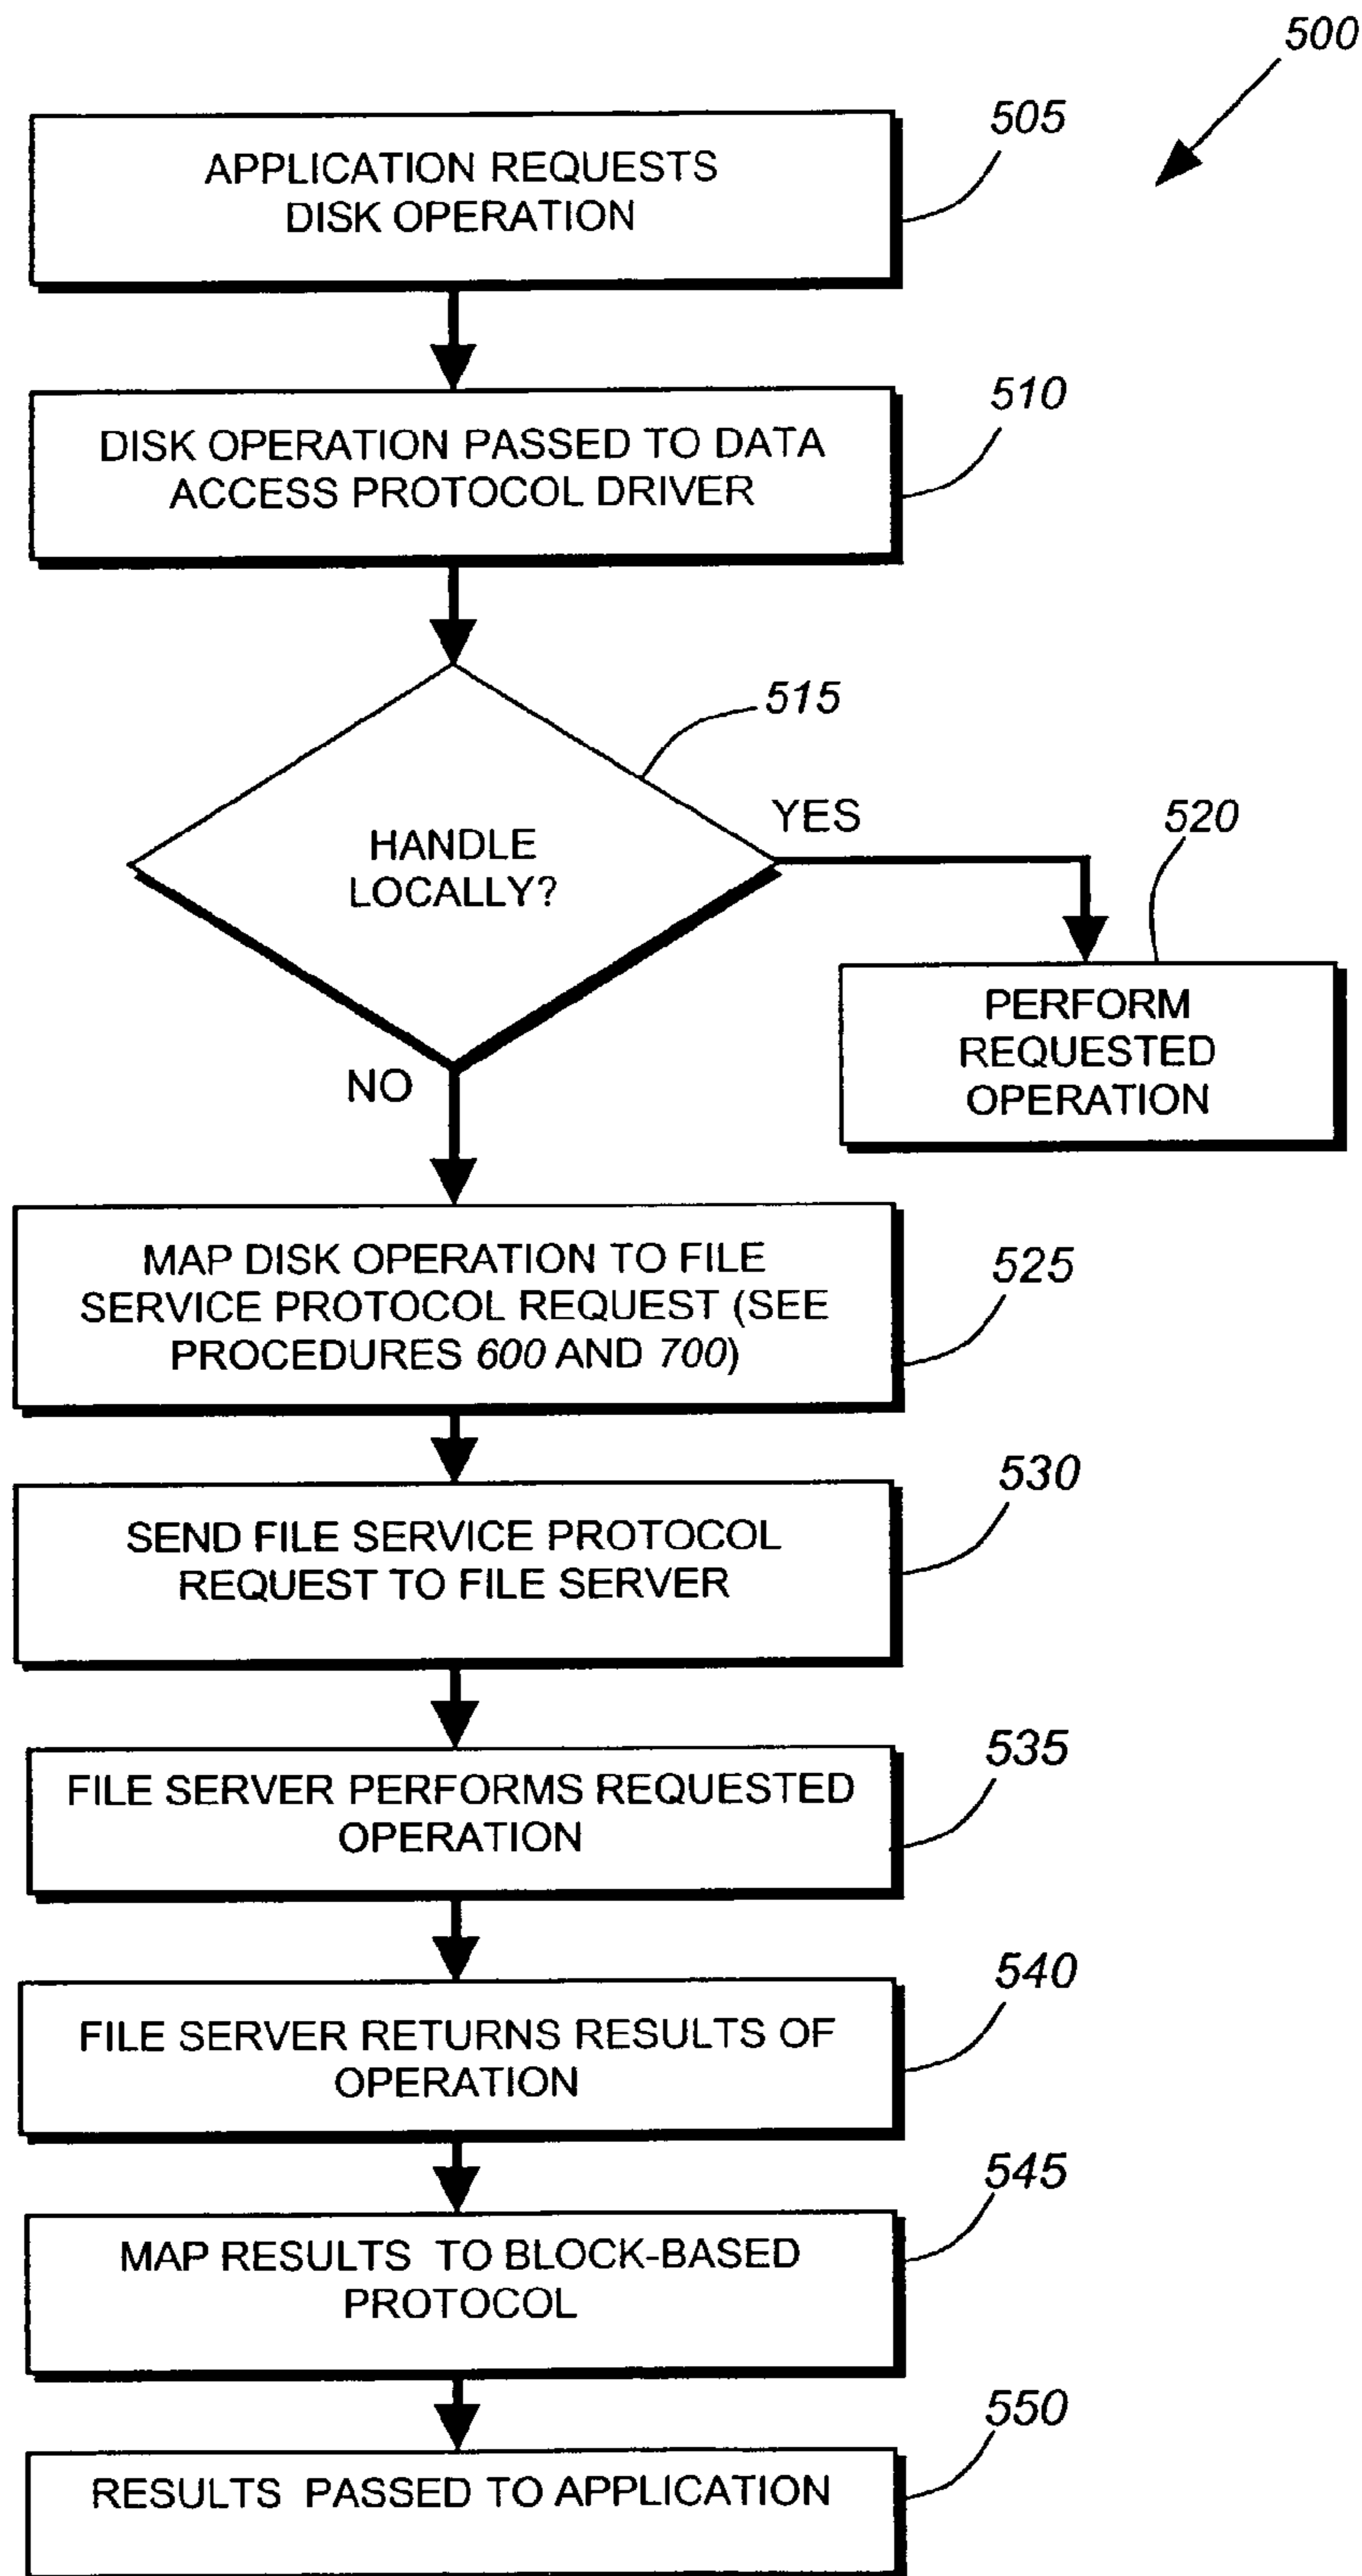 500
505
APPLICATION REQUESTS
DISK OPERATION
510
DISK OPERATION PASSED TO DATA
ACCESS PROTOCOL DRIVER
515
HANDLE
LOCALLY?
YES
520
PERFORM
REQUESTED
OPERATION
NO
MAP DISK OPERATION TO FILE
SERVICE PROTOCOL REQUEST (SEE
PROCEDURES 600 AND 700)
525
SEND FILE SERVICE PROTOCOL
REQUEST TO FILE SERVER
530
FILE SERVER PERFORMS REQUESTED
OPERATION
535
FILE SERVER RETURNS RESULTS OF
OPERATION
540
MAP RESULTS TO BLOCK-BASED
PROTOCOL
545
RESULTS PASSED TO APPLICATION
550